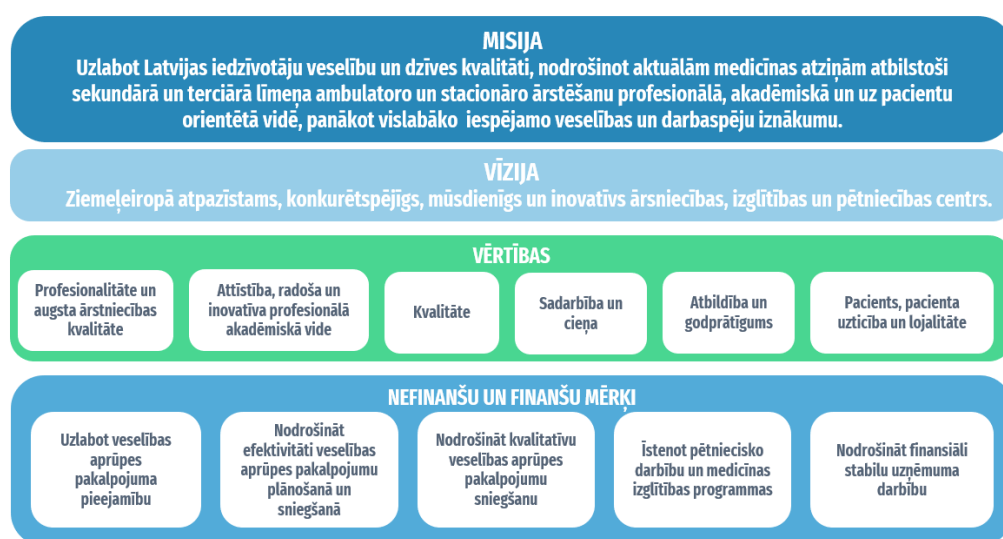 MISIJA
Uzlabot Latvijas iedzīvotāju veselību un dzīves kvalitāti, nodrošinot aktuālām medicīnas atziņām atbilstoši
sekundārā un terciārā līmeņa ambulatoro un stacionāro ārstēšanu profesionālā, akadēmiskā un uz pacientu
orientētā vidē, panākot vislabāko iespējamo veselības un darbaspēju iznākumu.
VĪZIJA
Ziemeļeiropā atpazīstams, konkurētspējīgs, mūsdienīgs un inovatīvs ārsniecības, izglītības un pētniecības centrs.
VĒRTĪBAS
Profesionalitāte un
augsta ārstniecības
kvalitāte
Attīstība, radoša un
inovatīva profesionālā
akadēmiskā vide
Kvalitāte
Sadarbība un
cieņa
Atbildība un
godprātīgums
Pacients, pacienta
uzticība un lojalitāte
NEFINANŠU UN FINANŠU MĒRĶI
Uzlabot veselības
aprūpes
pakalpojuma
pieejamību
Nodrošināt
efektivitāti veselības
aprūpes pakalpojumu
plānošanā un
sniegšanā
Nodrošināt kvalitatīvu
veselības aprūpes
pakalpojumu
sniegšanu
Īstenot pētniecisko
darbību un medicīnas
izglītības programmas
Nodrošināt finansiāli
stabilu uzņēmuma
darbību